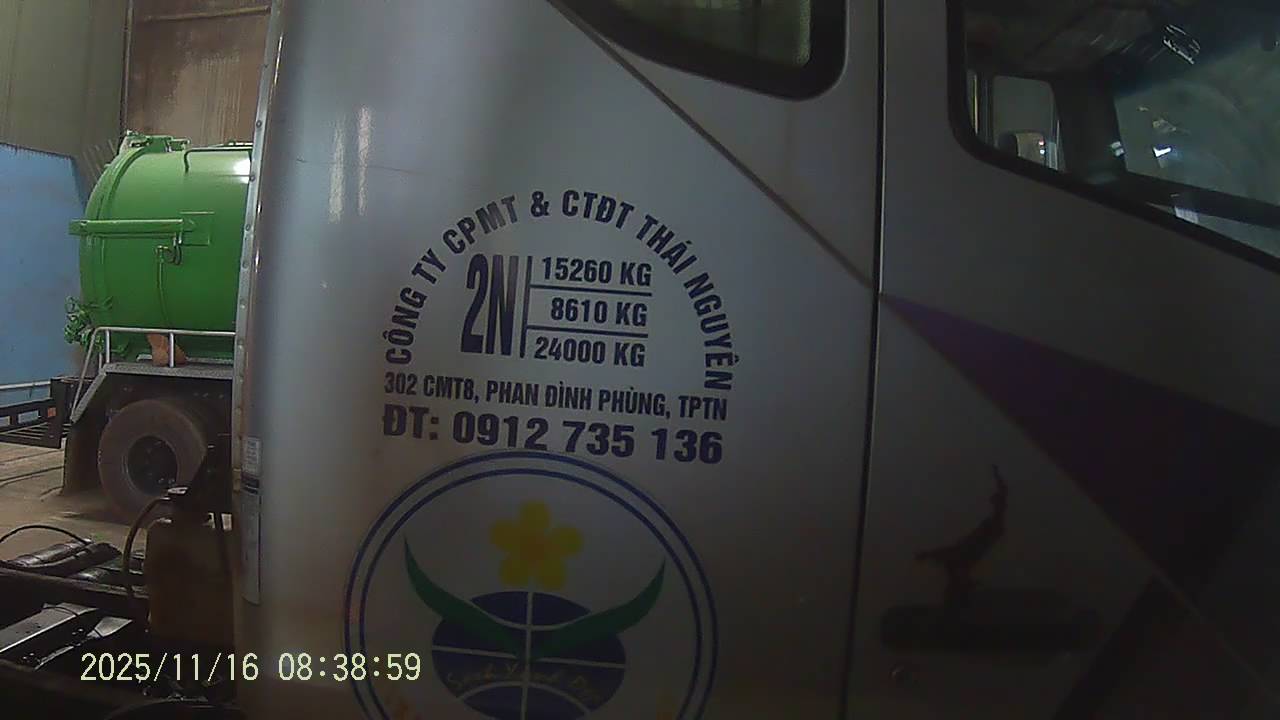 CÔNG TY CPMT & CTĐT THÁI NGUYÊN
2N
15260 KG
8610 KG
24000 KG
302 CMT8, PHAN ĐÌNH PHÙNG, TPTN
ĐT: 0912 735 136
2025/11/16 08:38:59